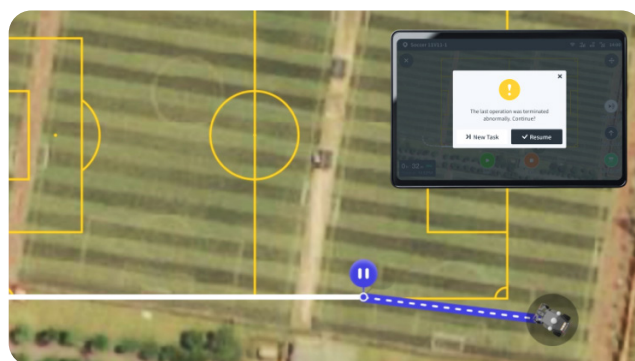 The last operation was terminated
abnormally, Continue?
New Task
Resume